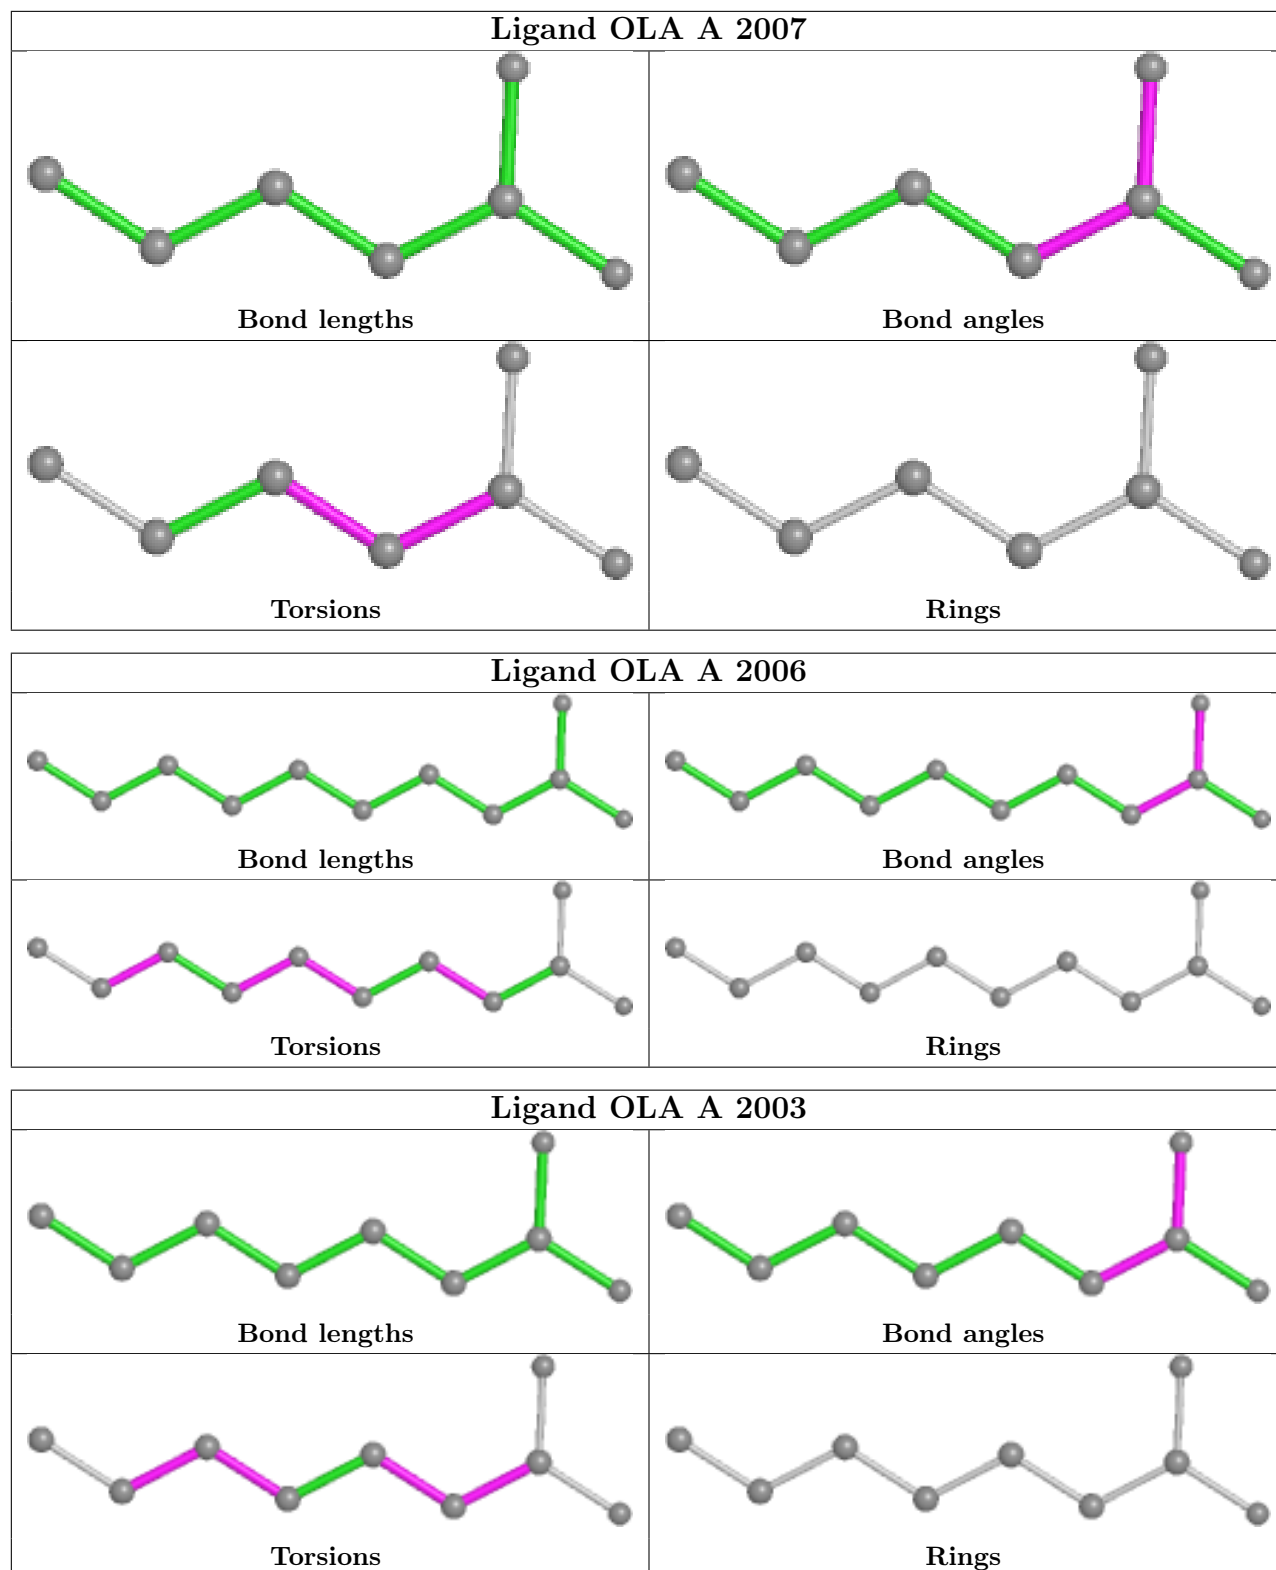 Ligand OLA A 2007
Bond lengths
Bond angles
Torsions
Rings
Ligand OLA A 2006
Bond lengths
Bond angles
Torsions
Rings
Ligand OLA A 2003
Bond lengths
Bond angles
Torsions
Rings